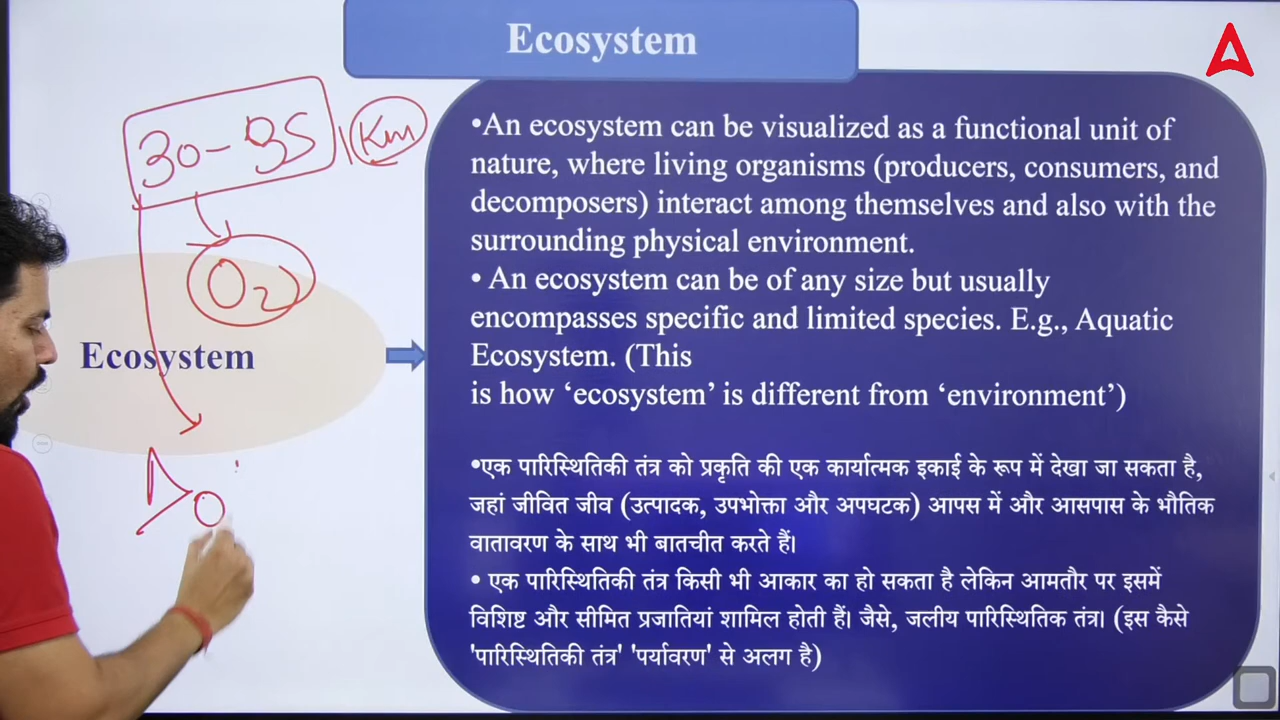 Ecosystem
30-35 Km
O2
Ecosystem
•An ecosystem can be visualized as a functional unit of
nature, where living organisms (producers, consumers, and
decomposers) interact among themselves and also with the
surrounding physical environment.
• An ecosystem can be of any size but usually
encompasses specific and limited species. E.g., Aquatic
Ecosystem. (This
is how ‘ecosystem’ is different from ‘environment’)
•एक पारिस्थितिकी तंत्र को प्रकृति की एक कार्यात्मक इकाई के रूप में देखा जा सकता है,
जहां जीवित जीव (उत्पादक, उपभोक्ता और अपघटक) आपस में और आसपास के भौतिक
वातावरण के साथ भी बातचीत करते हैं।
• एक पारिस्थितिकी तंत्र किसी भी आकार का हो सकता है लेकिन आमतौर पर इसमें
विशिष्ट और सीमित प्रजातियां शामिल होती हैं। जैसे, जलीय पारिस्थितिक तंत्र। (इस कैसे
'पारिस्थितिकी तंत्र' 'पर्यावरण' से अलग है)